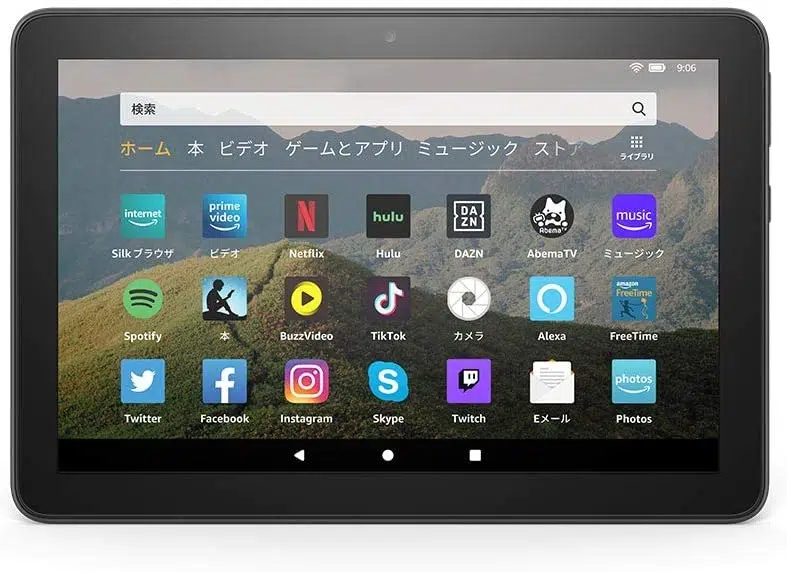 9:06
検索
ホーム 本 ビデオ ゲームとアプリ ミュージック ストア
ライブラリ
internet prime video hulu DAZN AbemaTV music
Silk ブラウザ ビデオ Netflix Hulu DAZN AbemaTV ミュージック
amazon FreeTime
Spotify 本 BuzzVideo TikTok カメラ Alexa FreeTime
photos
Twitter Facebook Instagram Skype Twitch Eメール Photos